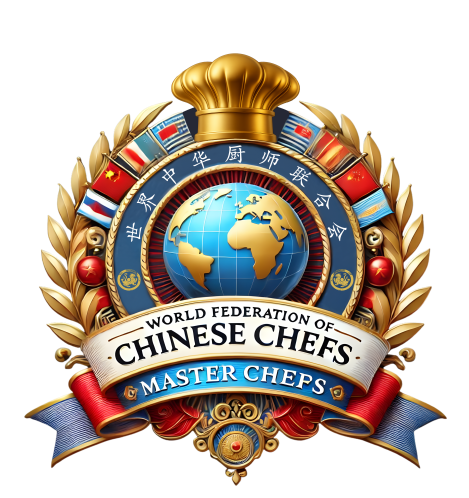 世界中华厨师联合会
WORLD FEDERATION OF
CHINESE CHEFS
MASTER CHEFS